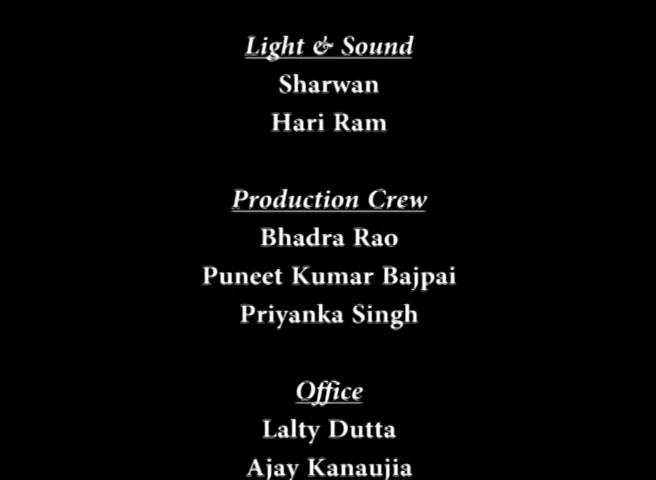 Light & Sound
Sharwan
Hari Ram
Production Crew
Bhadra Rao
Puneet Kumar Bajpai
Priyanka Singh
Office
Lalty Dutta
Ajay Kanaujia